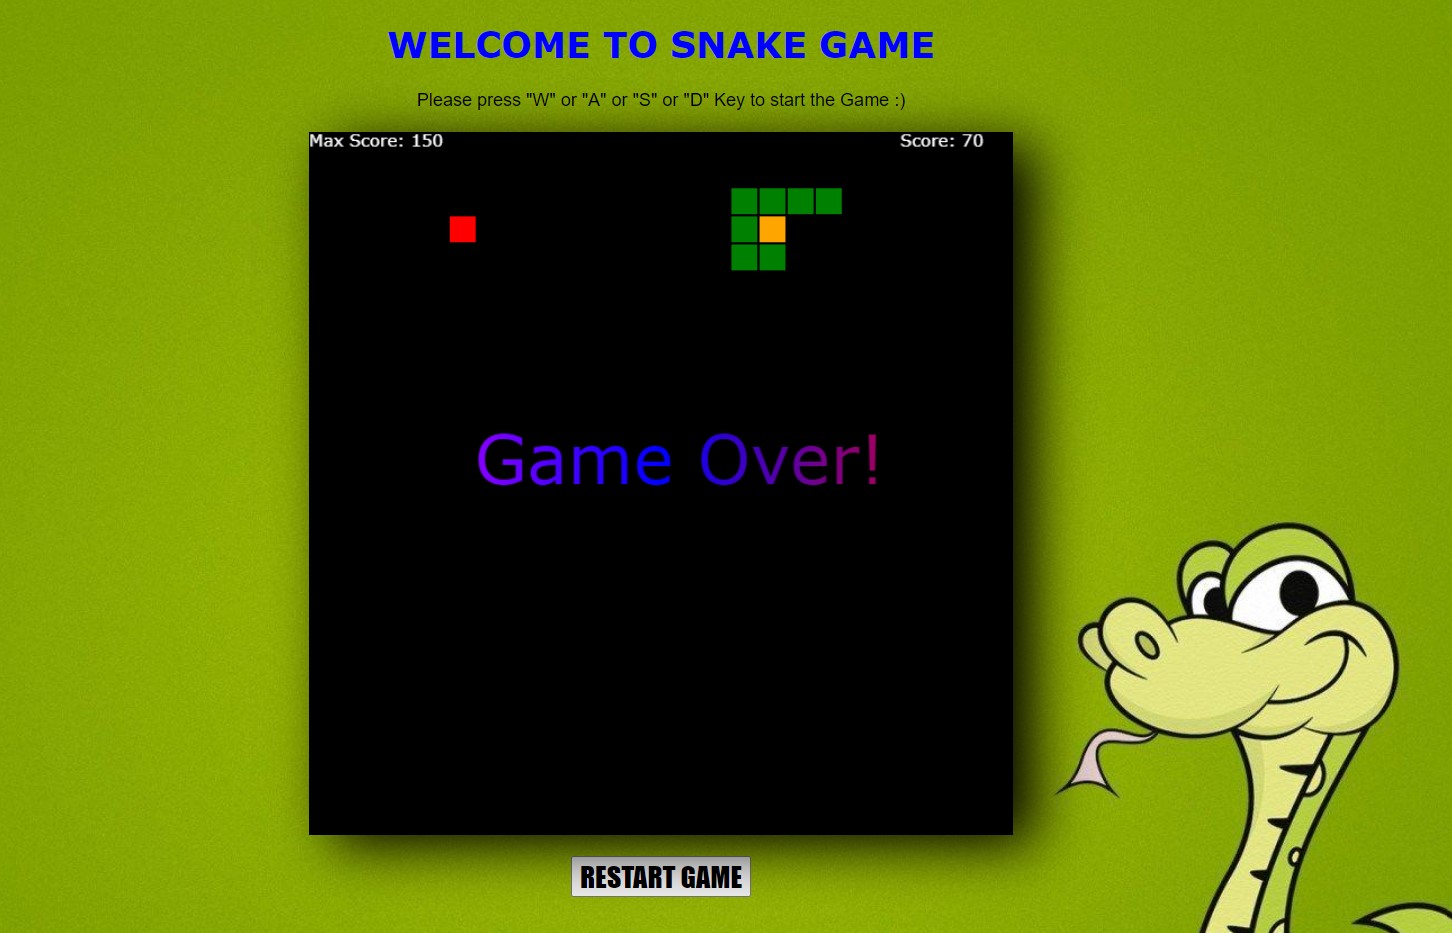 WELCOME TO SNAKE GAME
Please press "W" or "A" or "S" or "D" Key to start the Game :)
Max Score: 150
Score: 70
Game Over!
RESTART GAME